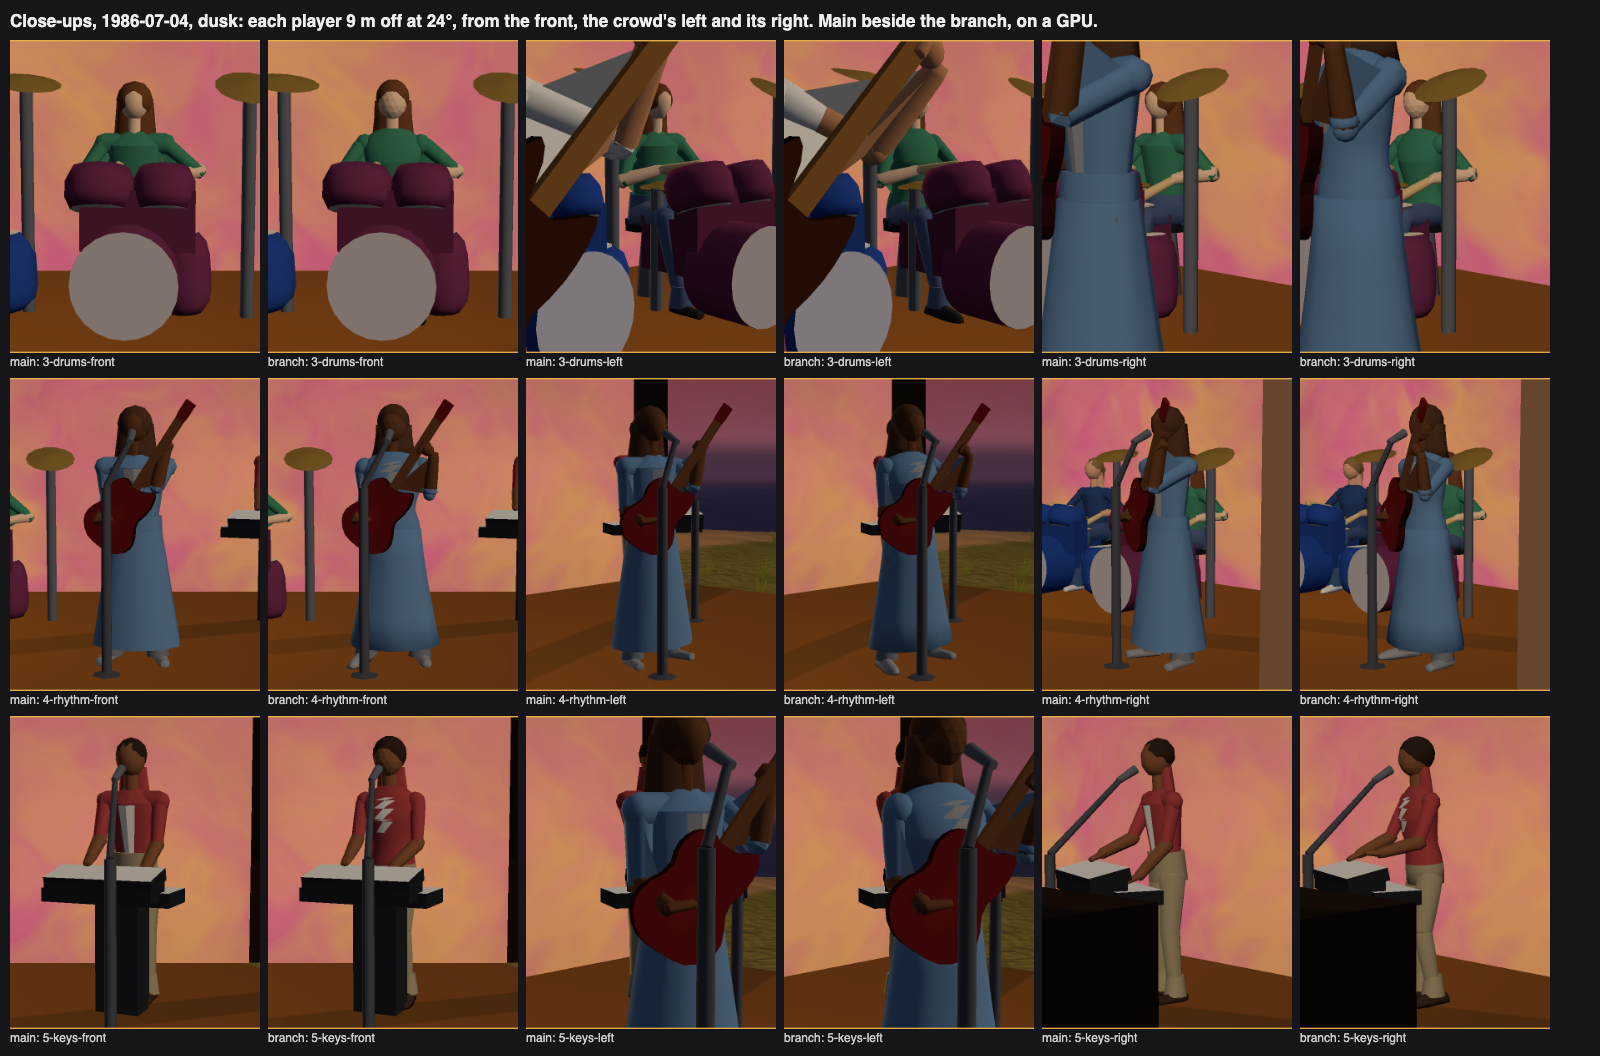 Close-ups, 1986-07-04, dusk: each player 9 m off at 24°, from the front, the crowd's left and its right. Main beside the branch, on a GPU.
main: 3-drums-front
branch: 3-drums-front
main: 3-drums-left
branch: 3-drums-left
main: 3-drums-right
branch: 3-drums-right
main: 4-rhythm-front
branch: 4-rhythm-front
main: 4-rhythm-left
branch: 4-rhythm-left
main: 4-rhythm-right
branch: 4-rhythm-right
main: 5-keys-front
branch: 5-keys-front
main: 5-keys-left
branch: 5-keys-left
main: 5-keys-right
branch: 5-keys-right